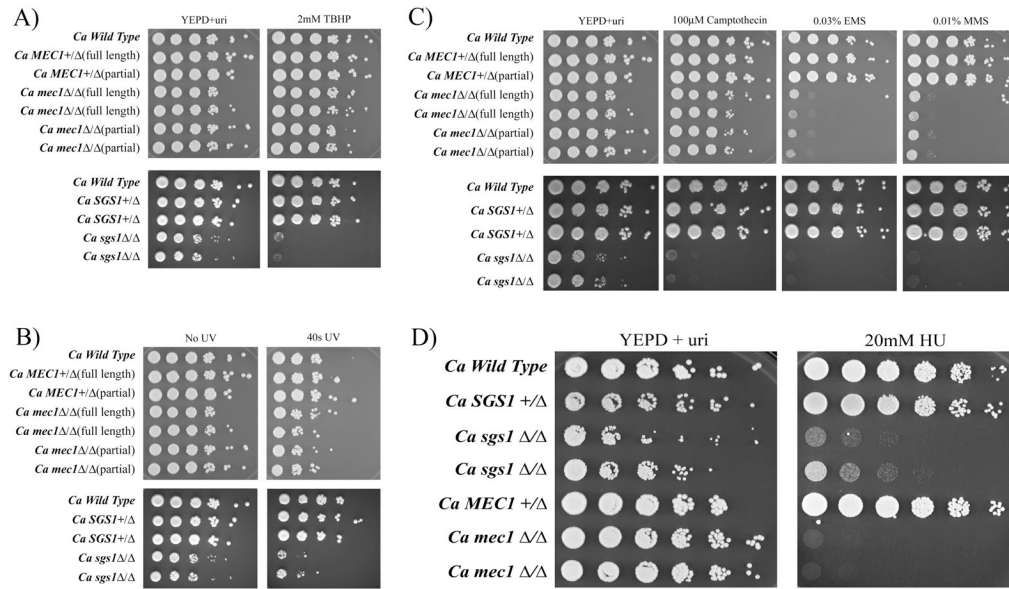 A)
YEPD+uri 2mM TBHP
Ca Wild Type
Ca MEC1+/Δ(full length)
Ca MEC1+/Δ(partial)
Ca mec1Δ/Δ(full length)
Ca mec1Δ/Δ(full length)
Ca mec1Δ/Δ(partial)
Ca mec1Δ/Δ(partial)
Ca Wild Type
Ca SGS1+/Δ
Ca SGS1+/Δ
Ca sgs1Δ/Δ
Ca sgs1Δ/Δ
B)
No UV 40s UV
Ca Wild Type
Ca MEC1+/Δ(full length)
Ca MEC1+/Δ(partial)
Ca mec1Δ/Δ(full length)
Ca mec1Δ/Δ(full length)
Ca mec1Δ/Δ(partial)
Ca mec1Δ/Δ(partial)
Ca Wild Type
Ca SGS1+/Δ
Ca SGS1+/Δ
Ca sgs1Δ/Δ
Ca sgs1Δ/Δ
C)
YEPD+uri 100µM Camptothecin 0.03% EMS 0.01% MMS
Ca Wild Type
Ca MEC1+/Δ(full length)
Ca MEC1+/Δ(partial)
Ca mec1Δ/Δ(full length)
Ca mec1Δ/Δ(full length)
Ca mec1Δ/Δ(partial)
Ca mec1Δ/Δ(partial)
Ca Wild Type
Ca SGS1+/Δ
Ca SGS1+/Δ
Ca sgs1Δ/Δ
Ca sgs1Δ/Δ
D)
YEPD + uri 20mM HU
Ca Wild Type
Ca SGS1 +/Δ
Ca sgs1 Δ/Δ
Ca sgs1 Δ/Δ
Ca MEC1 +/Δ
Ca mec1 Δ/Δ
Ca mec1 Δ/Δ